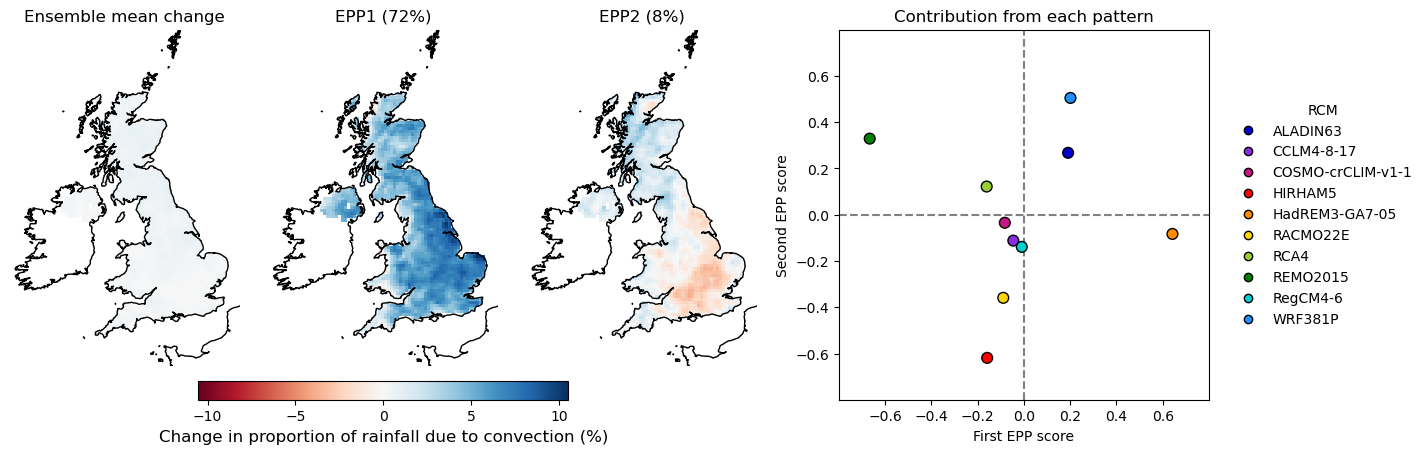 Ensemble mean change
EPP1 (72%)
EPP2 (8%)
−10
−5
0
5
10
Change in proportion of rainfall due to convection (%)
Contribution from each pattern
Second EPP score
0.6
0.4
0.2
0.0
−0.2
−0.4
−0.6
−0.6
−0.4
−0.2
0.0
0.2
0.4
0.6
First EPP score
RCM
ALADIN63
CCLM4-8-17
COSMO-crCLIM-v1-1
HIRHAM5
HadREM3-GA7-05
RACMO22E
RCA4
REMO2015
RegCM4-6
WRF381P